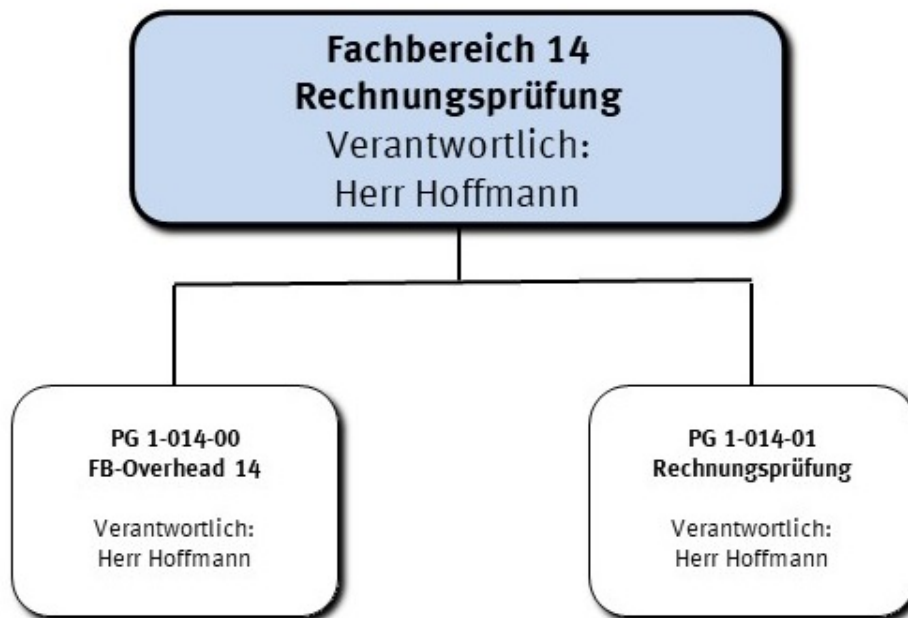 Fachbereich 14
Rechnungsprüfung
Verantwortlich:
Herr Hoffmann
PG 1-014-00
FB-Overhead 14
Verantwortlich:
Herr Hoffmann
PG 1-014-01
Rechnungsprüfung
Verantwortlich:
Herr Hoffmann